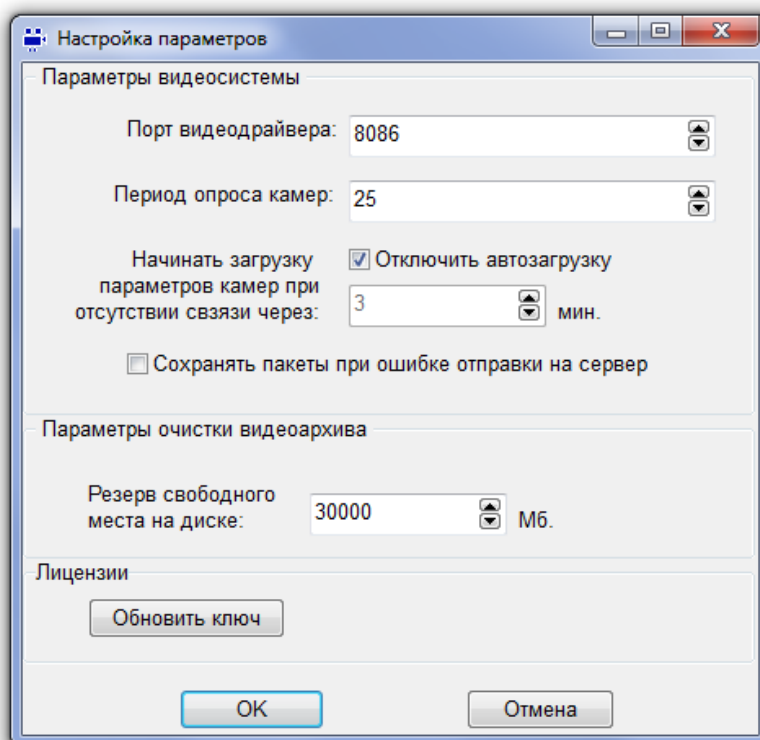 Настройка параметров
Параметры видеосистемы
Порт видеодрайвера: 8086
Период опроса камер: 25
Начинать загрузку
параметров камер при
отсутствии свзязи через:
Отключить автозагрузку
3 мин.
Сохранять пакеты при ошибке отправки на сервер
Параметры очистки видеоархива
Резерв свободного
места на диске:
30000 Мб.
Лицензии
Обновить ключ
OK Отмена